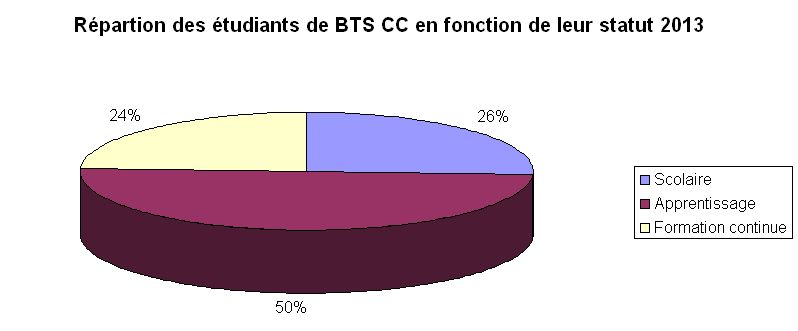 Répartion des étudiants de BTS CC en fonction de leur statut 2013
24%
26%
Scolaire
Apprentissage
Formation continue
50%